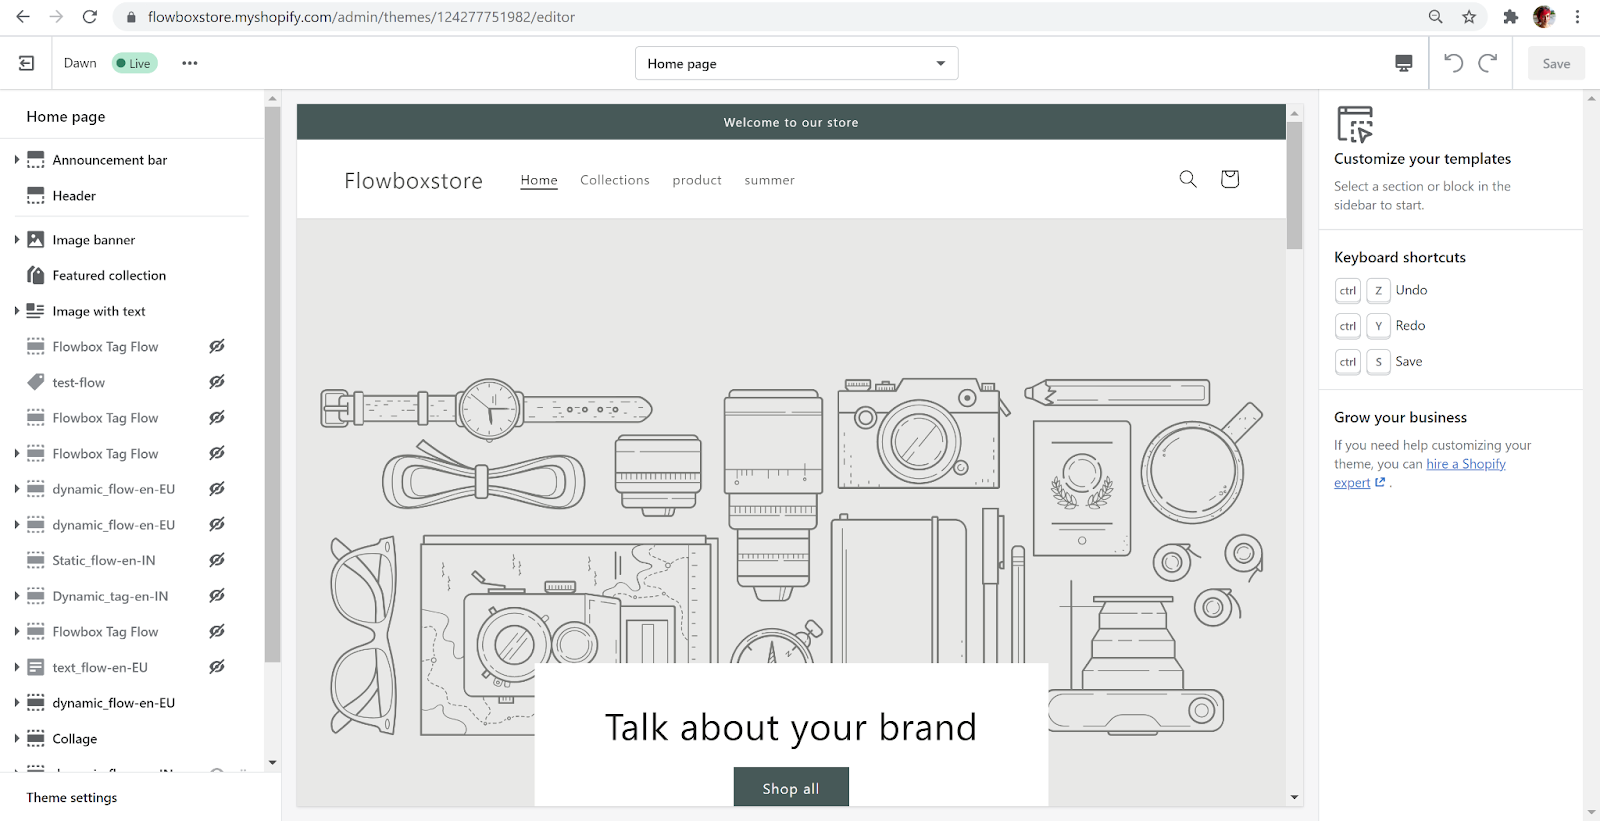 flowboxstore.myshopify.com/admin/themes/124277751982/editor
Dawn
Live
Home page
Save
Home page
Announcement bar
Header
Image banner
Featured collection
Image with text
Flowbox Tag Flow
test-flow
Flowbox Tag Flow
Flowbox Tag Flow
dynamic_flow-en-EU
dynamic_flow-en-EU
Static_flow-en-IN
Dynamic_tag-en-IN
Flowbox Tag Flow
text_flow-en-EU
dynamic_flow-en-EU
Collage
Theme settings
Welcome to our store
Flowboxstore
Home
Collections
product
summer
Talk about your brand
Shop all
Customize your templates
Select a section or block in the
sidebar to start.
Keyboard shortcuts
ctrl Z Undo
ctrl Y Redo
ctrl S Save
Grow your business
If you need help customizing your
theme, you can hire a Shopify
expert .